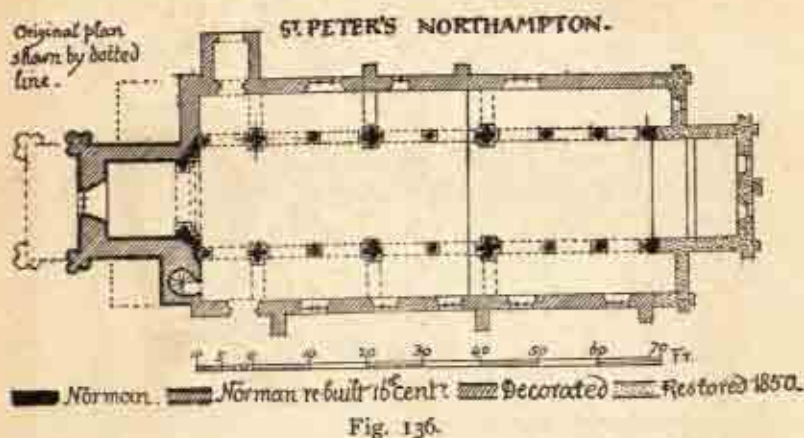 ST. PETER'S NORTHAMPTON.
Original plan
shown by dotted
line.
10 5 0 10 20 30 40 50 60 70 Ft.
Norman. Norman rebuilt 16th Cent: Decorated Restored 1850.
Fig. 136.